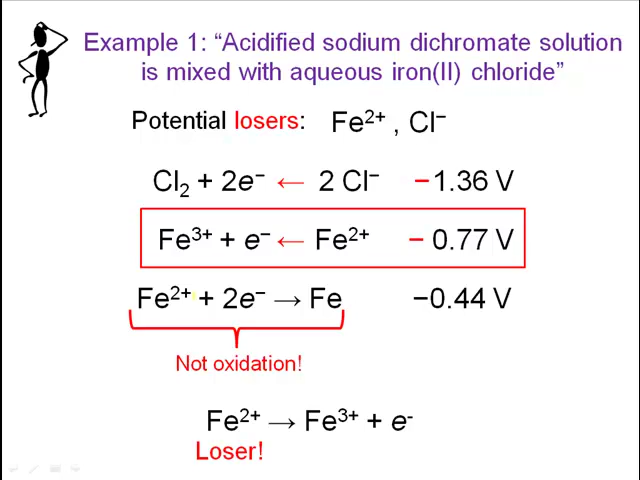 Example 1: “Acidified sodium dichromate solution
is mixed with aqueous iron(II) chloride”
Potential losers: Fe²⁺ , Cl⁻
Cl₂ + 2e⁻ ← 2 Cl⁻ −1.36 V
Fe³⁺ + e⁻ ← Fe²⁺ − 0.77 V
Fe²⁺ + 2e⁻ → Fe −0.44 V
Not oxidation!
Fe²⁺ → Fe³⁺ + e⁻
Loser!